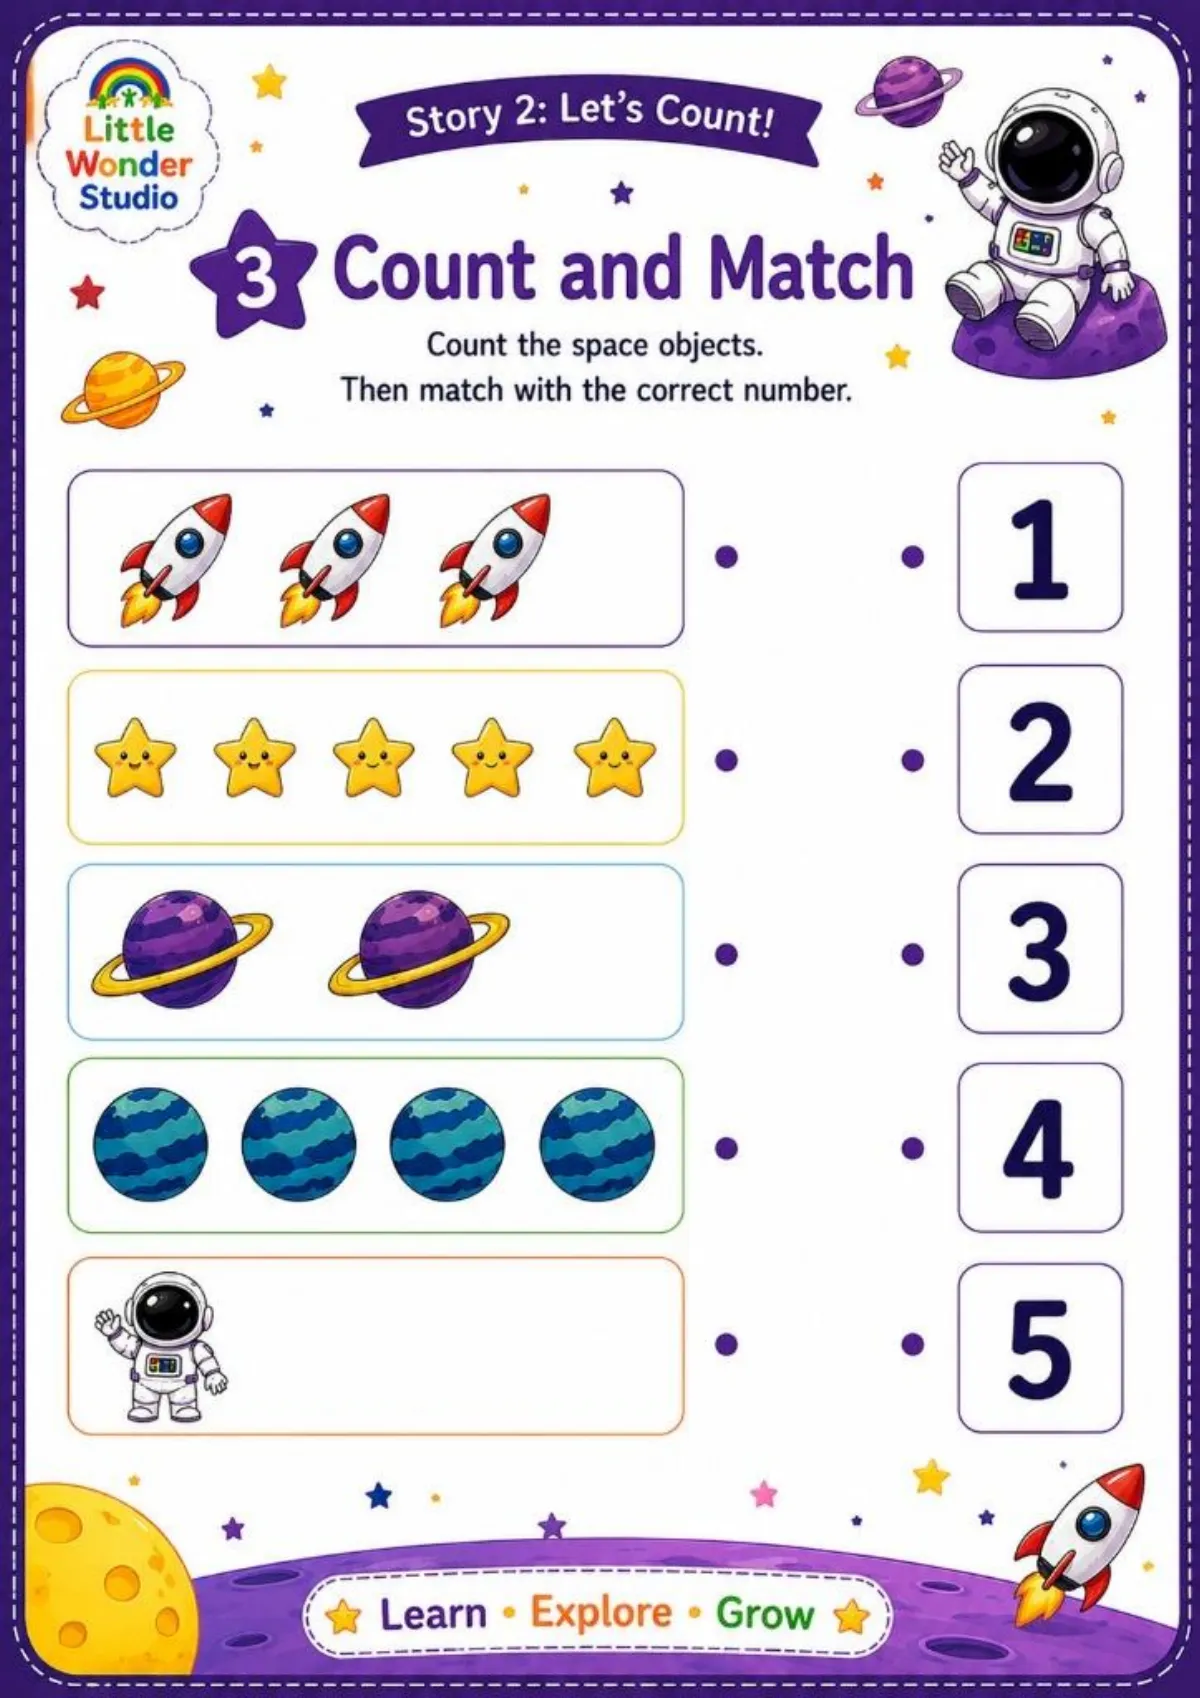 Little
Wonder
Studio
Story 2: Let's Count!
3 Count and Match
Count the space objects.
Then match with the correct number.
1
2
3
4
5
Learn • Explore • Grow